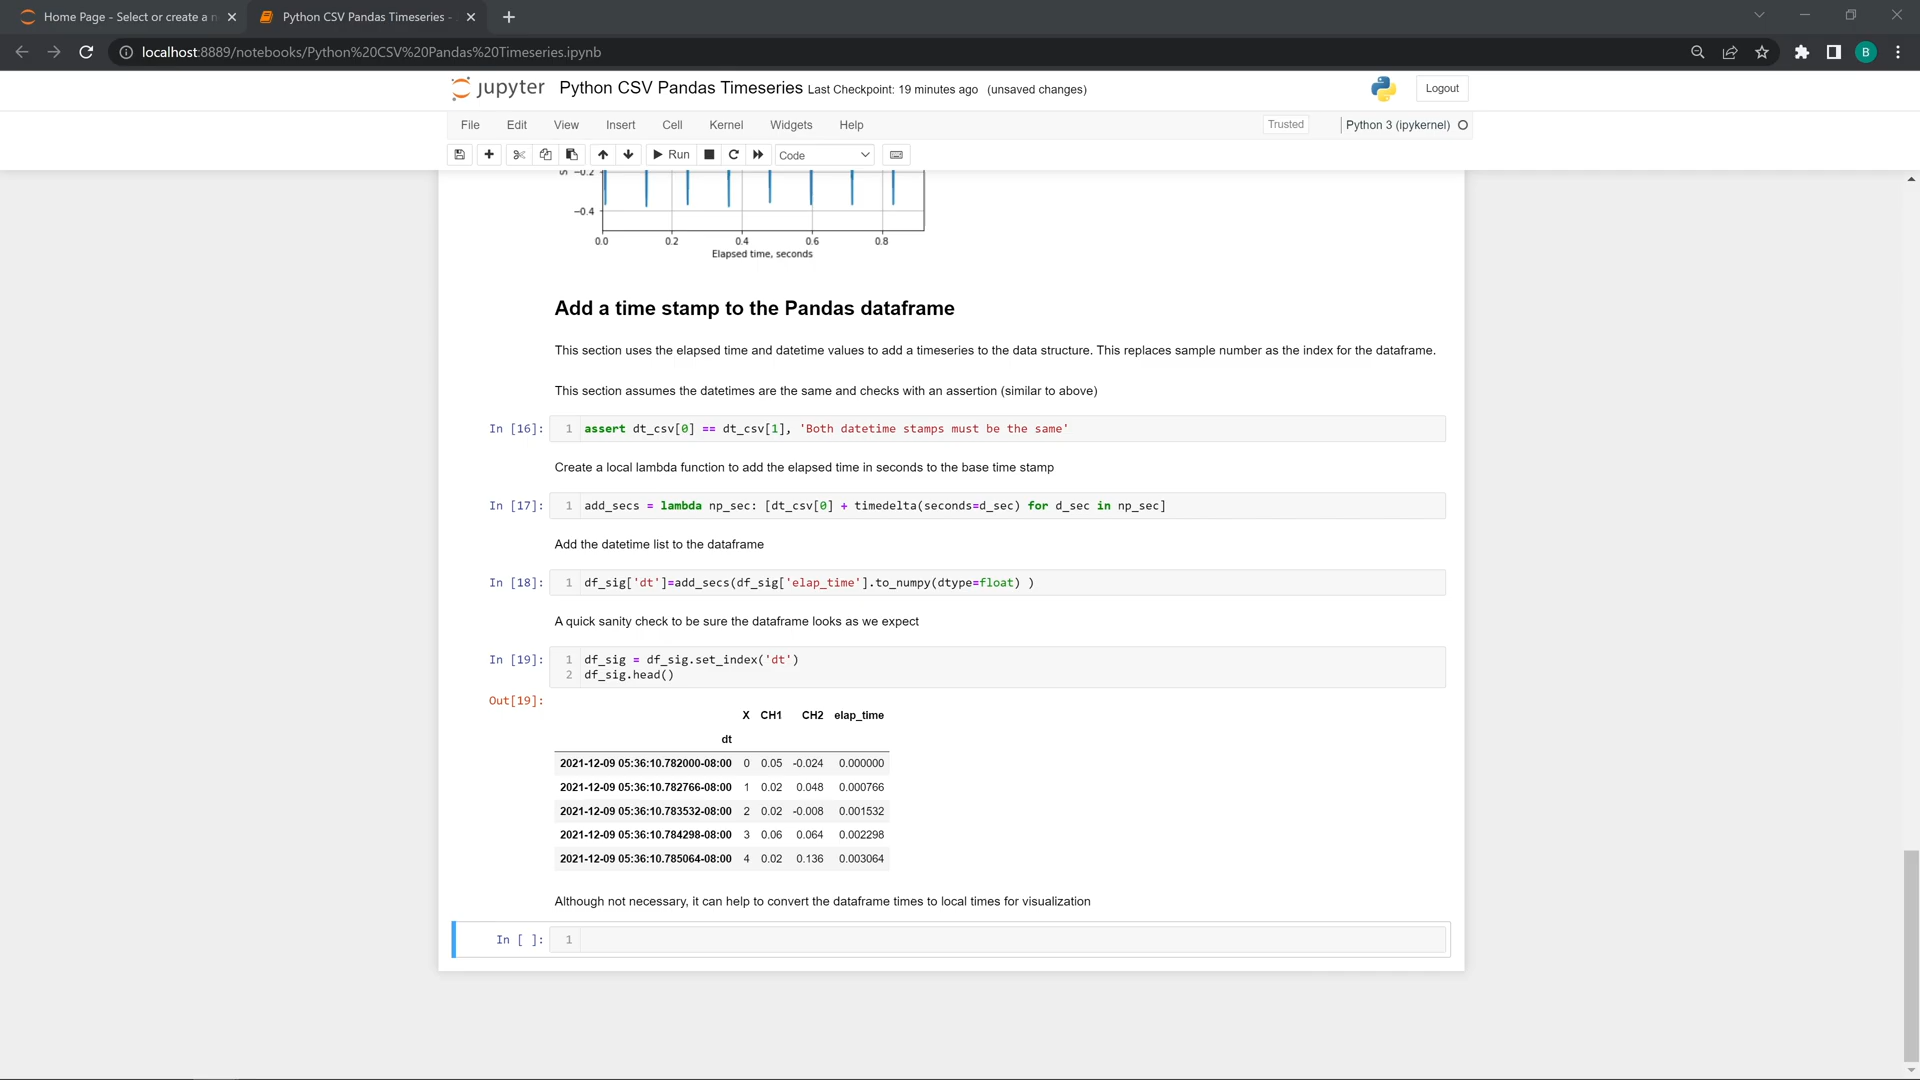 Home Page - Select or create a n
Python CSV Pandas Timeseries -
localhost:8889/notebooks/Python%20CSV%20Pandas%20Timeseries.ipynb
B
jupyter Python CSV Pandas Timeseries Last Checkpoint: 19 minutes ago (unsaved changes)
Logout
File Edit View Insert Cell Kernel Widgets Help
Trusted
Python 3 (ipykernel)
Run
Code
−0.2
−0.4
0.0 0.2 0.4 0.6 0.8
Elapsed time, seconds
Add a time stamp to the Pandas dataframe
This section uses the elapsed time and datetime values to add a timeseries to the data structure. This replaces sample number as the index for the dataframe.
This section assumes the datetimes are the same and checks with an assertion (similar to above)
In [16]: 1 assert dt_csv[0] == dt_csv[1], 'Both datetime stamps must be the same'
Create a local lambda function to add the elapsed time in seconds to the base time stamp
In [17]: 1 add_secs = lambda np_sec: [dt_csv[0] + timedelta(seconds=d_sec) for d_sec in np_sec]
Add the datetime list to the dataframe
In [18]: 1 df_sig['dt']=add_secs(df_sig['elap_time'].to_numpy(dtype=float) )
A quick sanity check to be sure the dataframe looks as we expect
In [19]: 1 df_sig = df_sig.set_index('dt')
2 df_sig.head()
Out[19]:
X CH1 CH2 elap_time
dt
2021-12-09 05:36:10.782000-08:00 0 0.05 -0.024 0.000000
2021-12-09 05:36:10.782766-08:00 1 0.02 0.048 0.000766
2021-12-09 05:36:10.783532-08:00 2 0.02 -0.008 0.001532
2021-12-09 05:36:10.784298-08:00 3 0.06 0.064 0.002298
2021-12-09 05:36:10.785064-08:00 4 0.02 0.136 0.003064
Although not necessary, it can help to convert the dataframe times to local times for visualization
In [ ]: 1